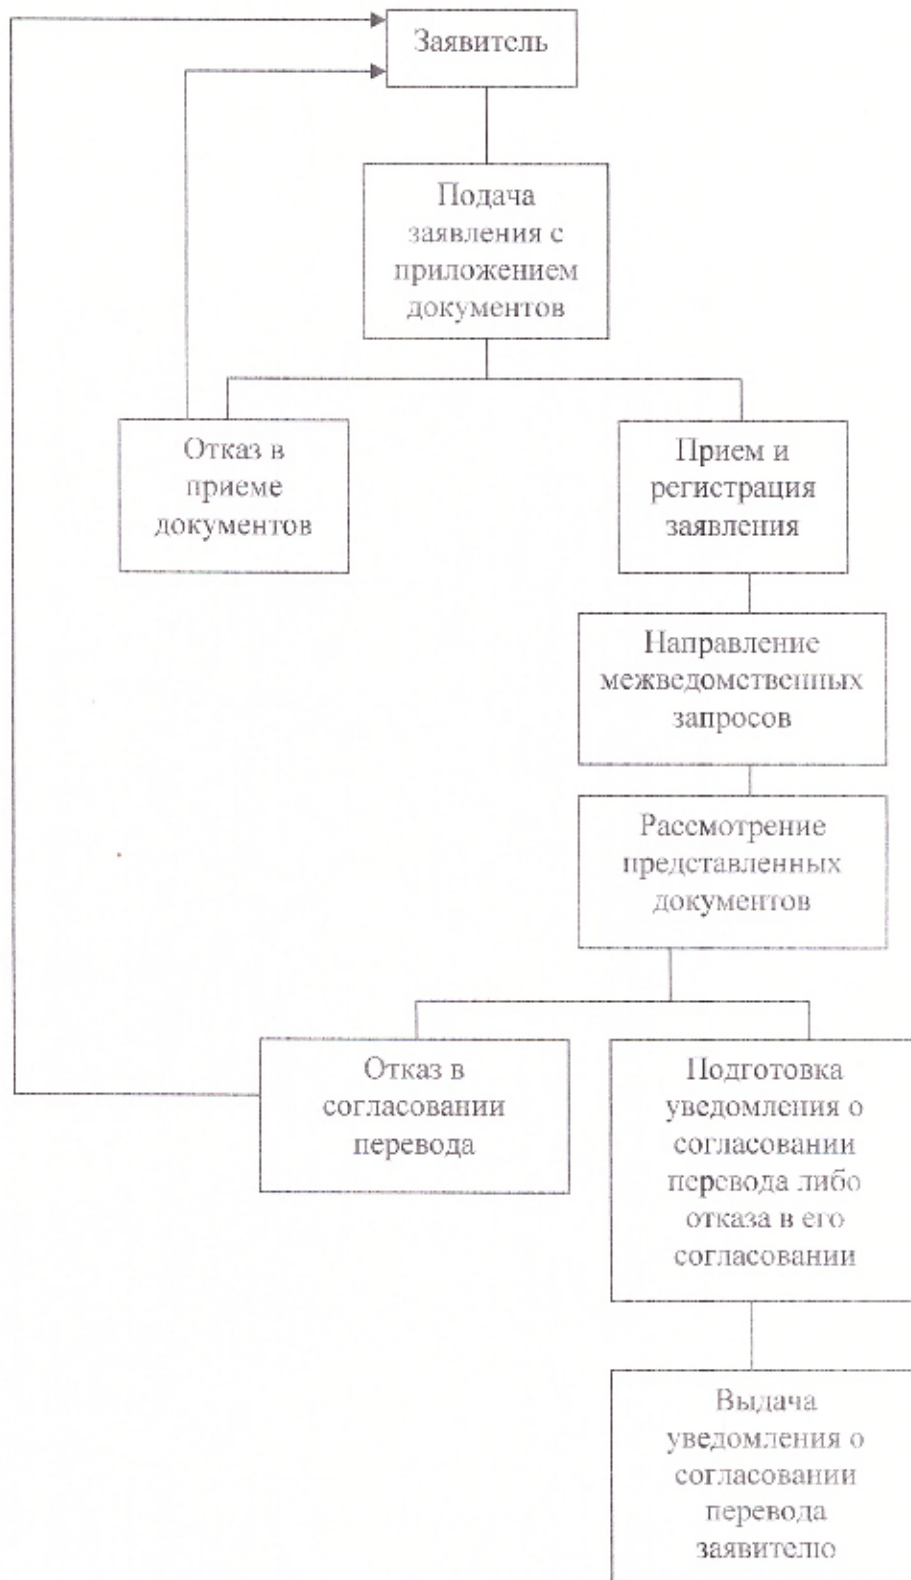 Заявитель
Подача
заявления с
приложением
документов
Отказ в
приеме
документов
Прием и
регистрация
заявления
Направление
межведомственных
запросов
Рассмотрение
представленных
документов
Отказ в
согласовании
перевода
Подготовка
уведомления о
согласовании
перевода либо
отказа в его
согласовании
Выдача
уведомления о
согласовании
перевода
заявителю